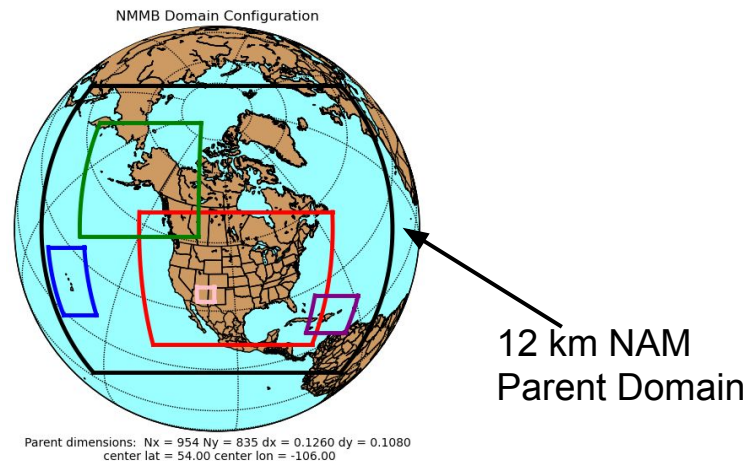 NMMB Domain Configuration
12 km NAM
Parent Domain
Parent dimensions:  Nx = 954 Ny = 835 dx = 0.1260 dy = 0.1080
center lat = 54.00 center lon = -106.00